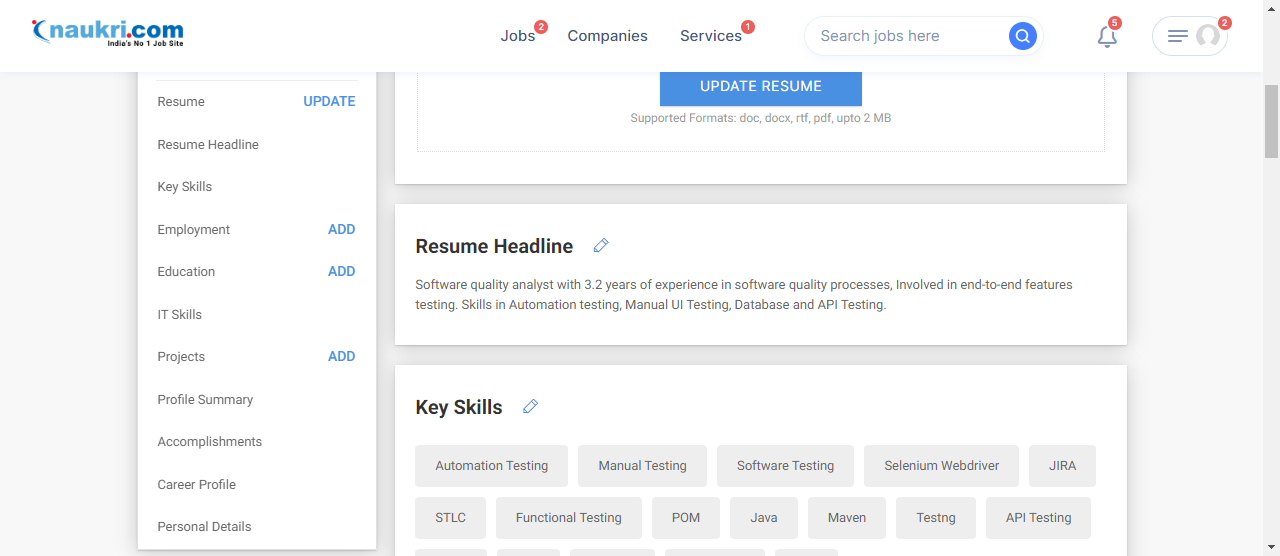 naukri.com
India's No 1 Job Site
Jobs 2
Companies
Services 1
Search jobs here
5
2
Resume UPDATE
Resume Headline
Key Skills
Employment ADD
Education ADD
IT Skills
Projects ADD
Profile Summary
Accomplishments
Career Profile
Personal Details
UPDATE RESUME
Supported Formats: doc, docx, rtf, pdf, upto 2 MB
Resume Headline
Software quality analyst with 3.2 years of experience in software quality processes, Involved in end-to-end features
testing. Skills in Automation testing, Manual UI Testing, Database and API Testing.
Key Skills
Automation Testing Manual Testing Software Testing Selenium Webdriver JIRA
STLC Functional Testing POM Java Maven Testng API Testing